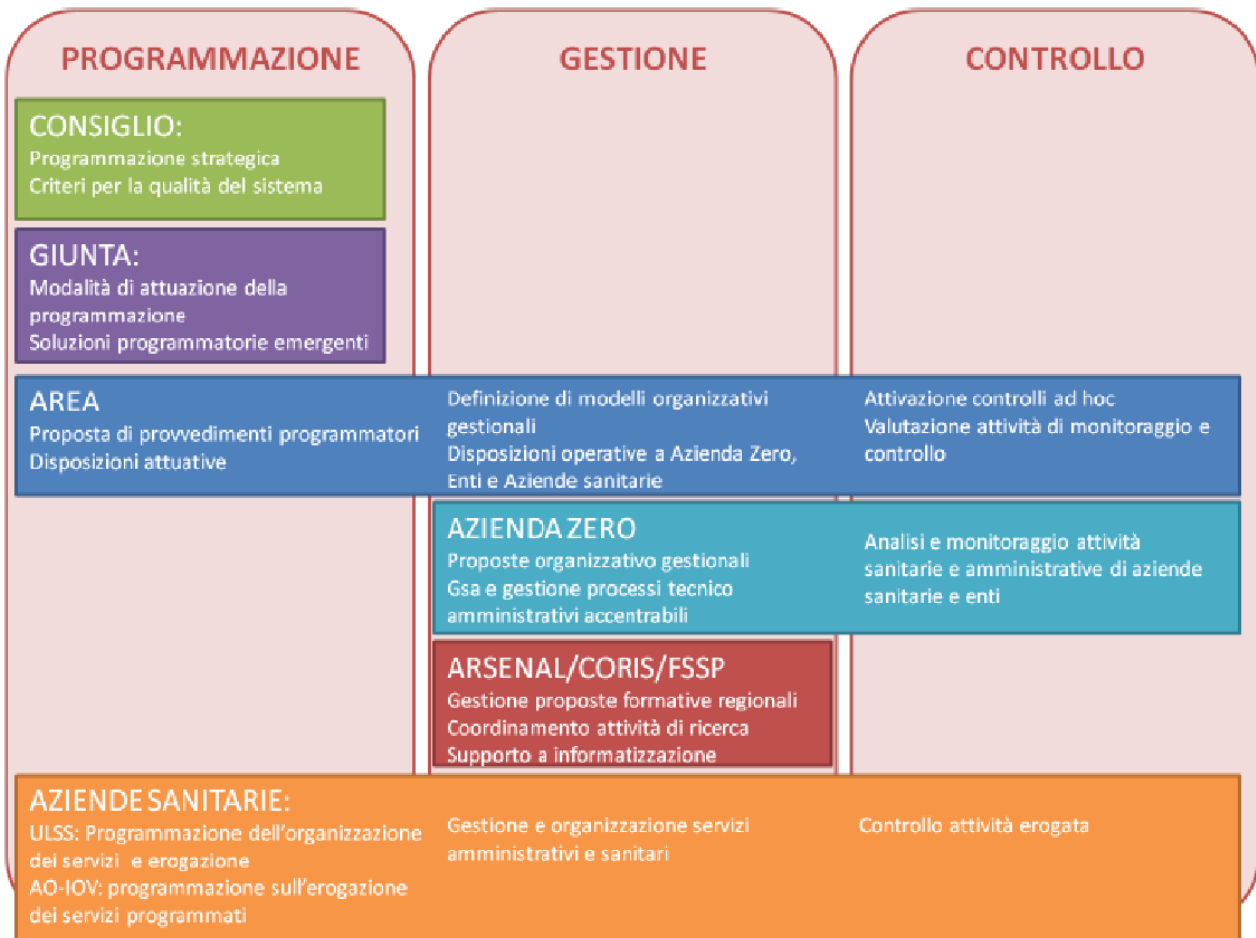 PROGRAMMAZIONE
GESTIONE
CONTROLLO
CONSIGLIO:
Programmazione strategica
Criteri per la qualità del sistema
GIUNTA:
Modalità di attuazione della
programmazione
Soluzioni programmatorie emergenti
AREA
Proposta di provvedimenti programmatori
Disposizioni attuative
Definizione di modelli organizzativi
gestionali
Disposizioni operative a Azienda Zero,
Enti e Aziende sanitarie
Attivazione controlli ad hoc
Valutazione attività di monitoraggio e
controllo
AZIENDA ZERO
Proposte organizzativo gestionali
Gsa e gestione processi tecnico
amministrativi accentrabili
Analisi e monitoraggio attività
sanitarie e amministrative di aziende
sanitarie e enti
ARSENAL/CORIS/FSSP
Gestione proposte formative regionali
Coordinamento attività di ricerca
Supporto a informatizzazione
AZIENDE SANITARIE:
ULSS: Programmazione dell'organizzazione
dei servizi e erogazione
AO-IOV: programmazione sull'erogazione
dei servizi programmati
Gestione e organizzazione servizi
amministrativi e sanitari
Controllo attività erogata